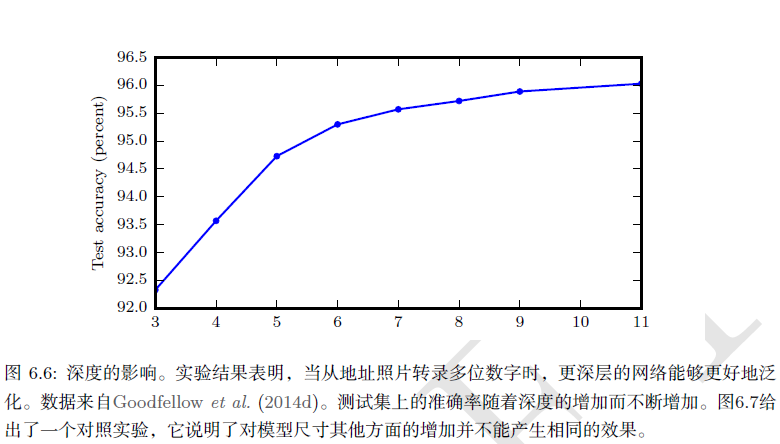 96.5
96.0
95.5
95.0
94.5
94.0
93.5
93.0
92.5
92.0
Test accuracy (percent)
3 4 5 6 7 8 9 10 11
图 6.6: 深度的影响。实验结果表明，当从地址照片转录多位数字时，更深层的网络能够更好地泛
化。数据来自Goodfellow et al. (2014d)。测试集上的准确率随着深度的增加而不断增加。图6.7给
出了一个对照实验，它说明了对模型尺寸其他方面的增加并不能产生相同的效果。